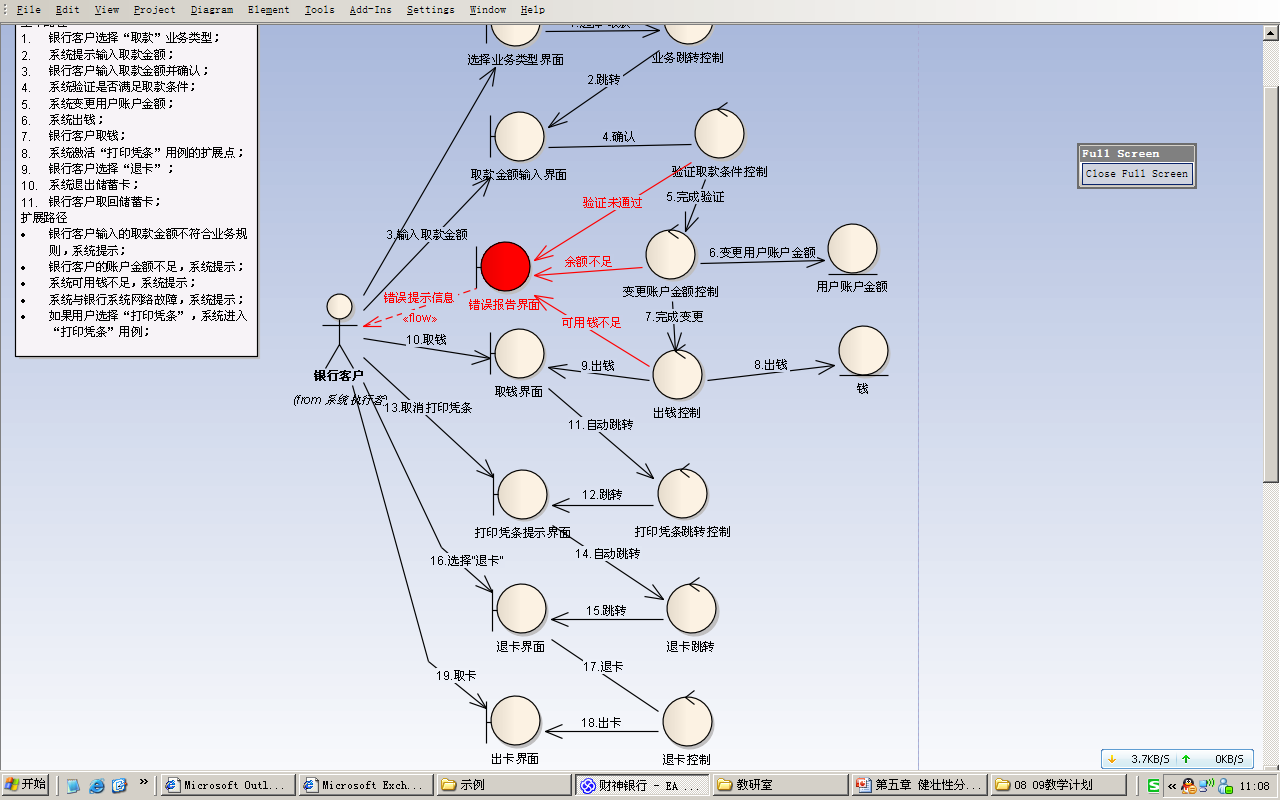 File Edit View Project Diagram Element Tools Add-Ins Settings Window Help
1. 银行客户选择“取款”业务类型；
2. 系统提示输入取款金额；
3. 银行客户输入取款金额并确认；
4. 系统验证是否满足取款条件；
5. 系统变更用户账户金额；
6. 系统出钱；
7. 银行客户取钱；
8. 系统激活“打印凭条”用例的扩展点；
9. 银行客户选择“退卡”；
10. 系统退出储蓄卡；
11. 银行客户取回储蓄卡；
扩展路径
• 银行客户输入的取款金额不符合业务规
则，系统提示；
• 银行客户的账户金额不足，系统提示；
• 系统可用钱不足，系统提示；
• 系统与银行系统网络故障，系统提示；
• 如果用户选择“打印凭条”，系统进入
“打印凭条”用例；
选择业务类型界面
业务跳转控制
2.跳转
4.确认
取款金额输入界面
验证取款条件控制
Full Screen
Close Full Screen
验证未通过
5.完成验证
3.输入取款金额
余额不足
6.变更用户账户金额
用户账户金额
变更账户金额控制
错误提示信息
错误报告界面
«flow»
可用钱不足
7.完成变更
10.取钱
9.出钱
8.出钱
银行客户
(from 系统执行者)
取钱界面
出钱控制
钱
13.取消打印凭条
11.自动跳转
12.跳转
打印凭条提示界面
打印凭条跳转控制
14.自动跳转
16.选择"退卡"
15.跳转
退卡界面
退卡跳转
17.退卡
19.取卡
18.出卡
出卡界面
退卡控制
3.7KB/S 0KB/S
开始 » Microsoft Outl... Microsoft Exch... 示例 财神银行 - EA ... 教研室 第五章 健壮性分... 08 09教学计划 « 11:08